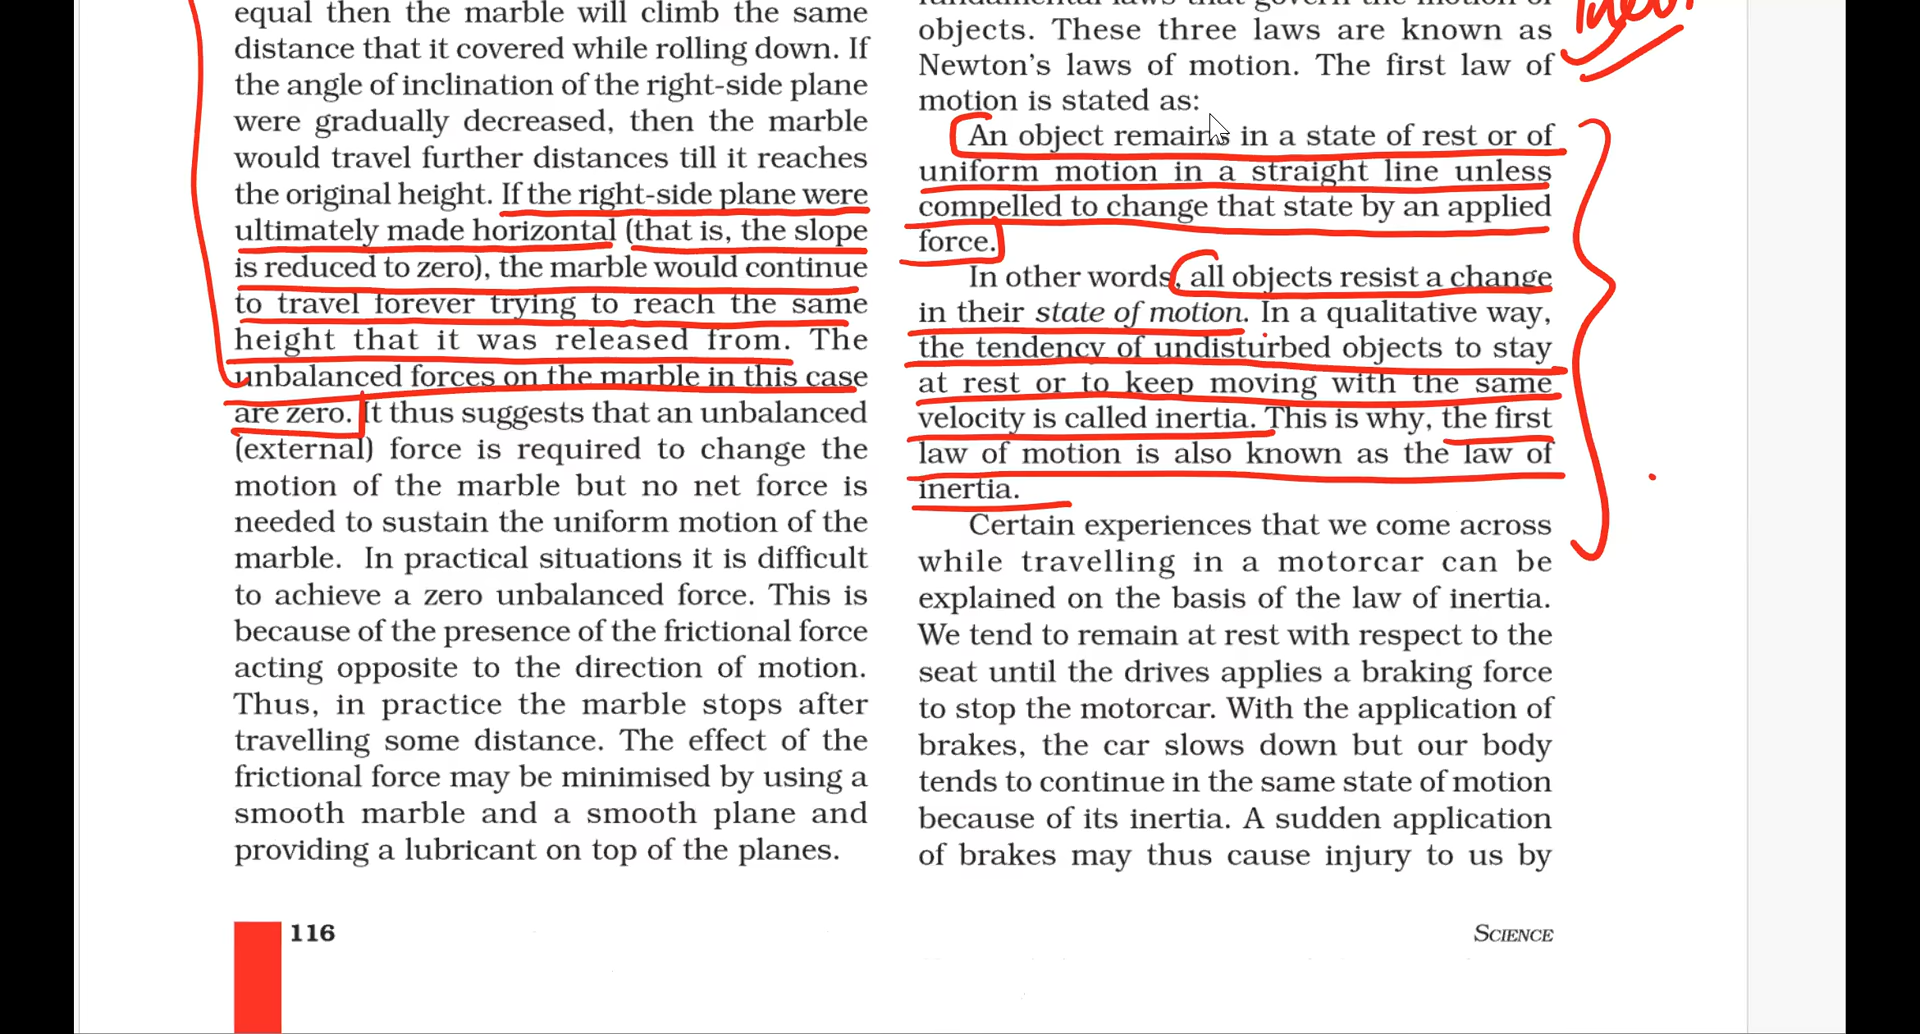 equal then the marble will climb the same
distance that it covered while rolling down. If
the angle of inclination of the right-side plane
were gradually decreased, then the marble
would travel further distances till it reaches
the original height. If the right-side plane were
ultimately made horizontal (that is, the slope
is reduced to zero), the marble would continue
to travel forever trying to reach the same
height that it was released from. The
unbalanced forces on the marble in this case
are zero. It thus suggests that an unbalanced
(external) force is required to change the
motion of the marble but no net force is
needed to sustain the uniform motion of the
marble. In practical situations it is difficult
to achieve a zero unbalanced force. This is
because of the presence of the frictional force
acting opposite to the direction of motion.
Thus, in practice the marble stops after
travelling some distance. The effect of the
frictional force may be minimised by using a
smooth marble and a smooth plane and
providing a lubricant on top of the planes.
fundamental laws that govern the motion of
objects. These three laws are known as
Newton's laws of motion. The first law of
motion is stated as:
An object remains in a state of rest or of
uniform motion in a straight line unless
compelled to change that state by an applied
force.
In other words, all objects resist a change
in their state of motion. In a qualitative way,
the tendency of undisturbed objects to stay
at rest or to keep moving with the same
velocity is called inertia. This is why, the first
law of motion is also known as the law of
inertia.
Certain experiences that we come across
while travelling in a motorcar can be
explained on the basis of the law of inertia.
We tend to remain at rest with respect to the
seat until the drives applies a braking force
to stop the motorcar. With the application of
brakes, the car slows down but our body
tends to continue in the same state of motion
because of its inertia. A sudden application
of brakes may thus cause injury to us by
116
SCIENCE